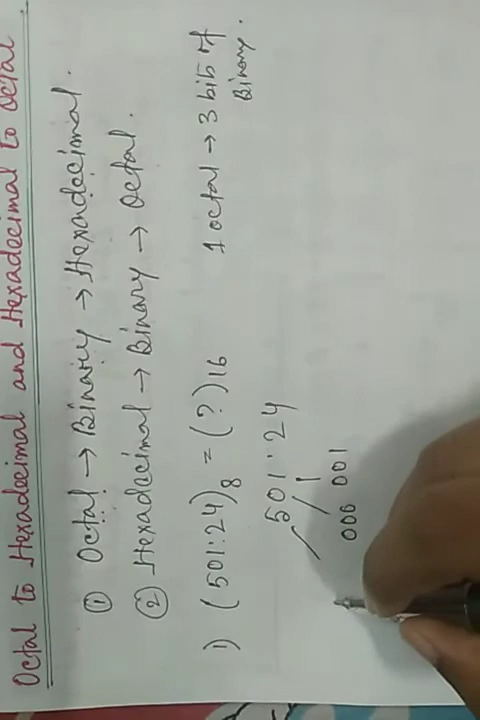 Octal to Hexadecimal and Hexadecimal to Octal
① Octal → Binary → Hexadecimal.
② Hexadecimal → Binary → Octal.
1) (501.24)8 = (?)16
1 octal → 3 bit of
Binary.
501.24
000 001